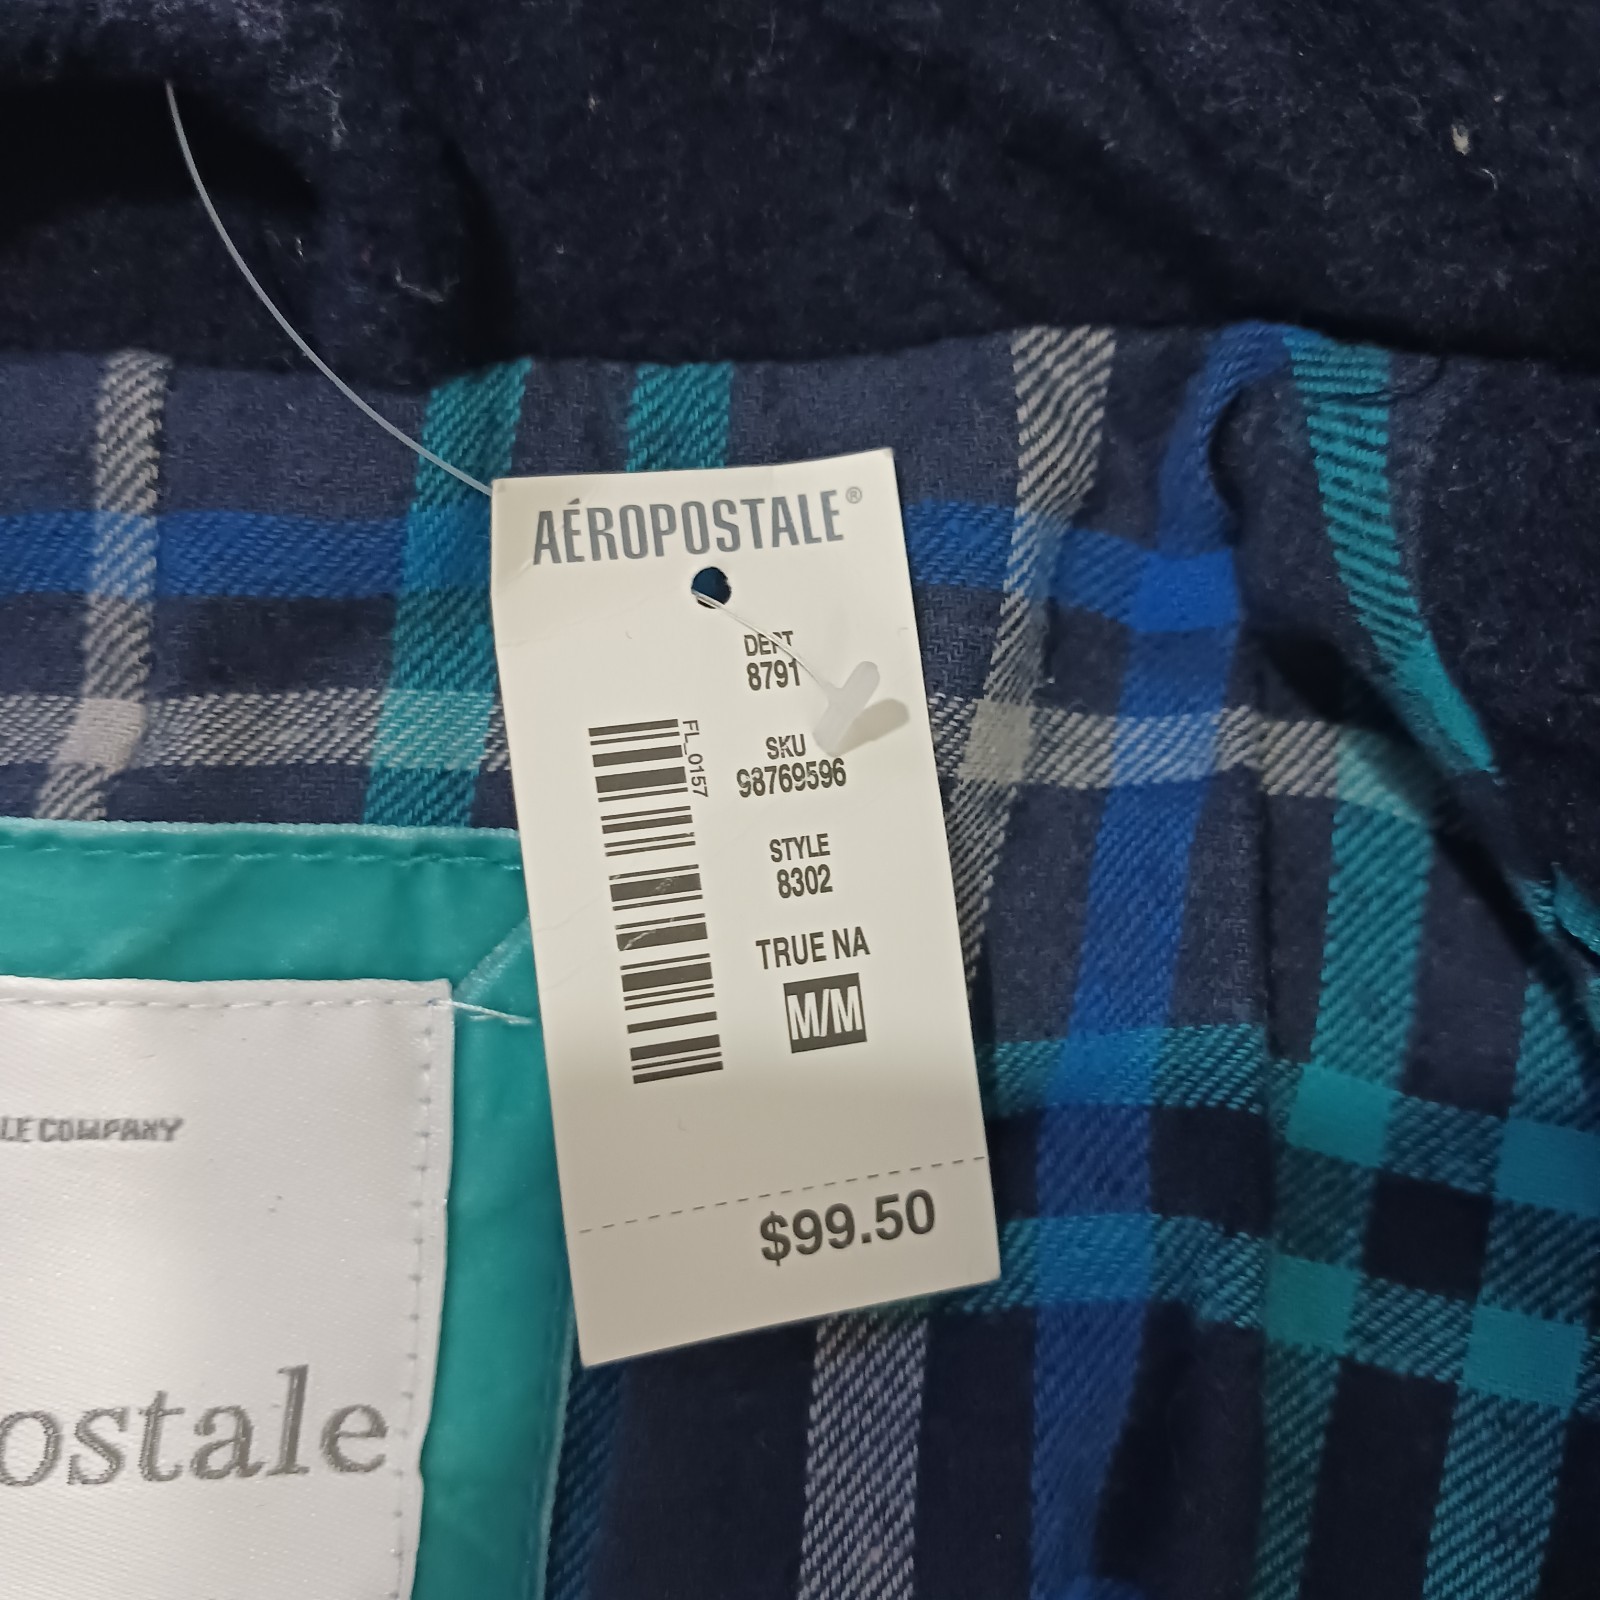 AÉROPOSTALE®
DEPT
8791
FL_0157
SKU
98769596
STYLE
8302
TRUE NA
M/M
$99.50
LE COMPANY
ostale